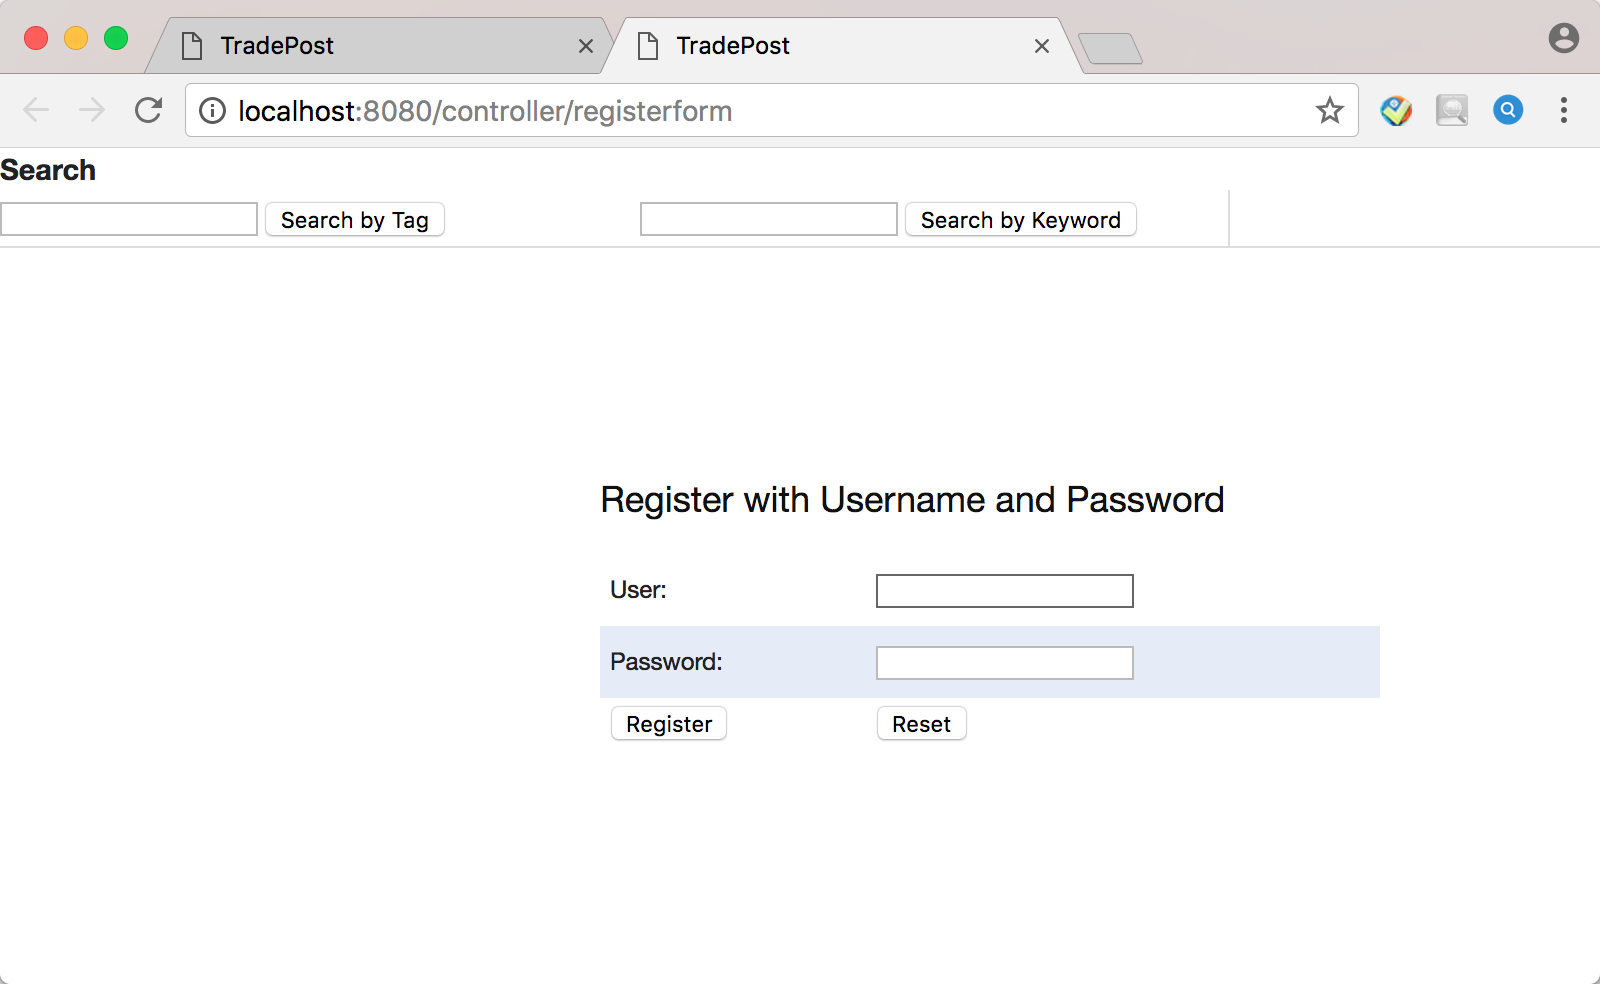 TradePost TradePost
localhost:8080/controller/registerform
Search
Search by Tag Search by Keyword
Register with Username and Password
User:
Password:
Register Reset